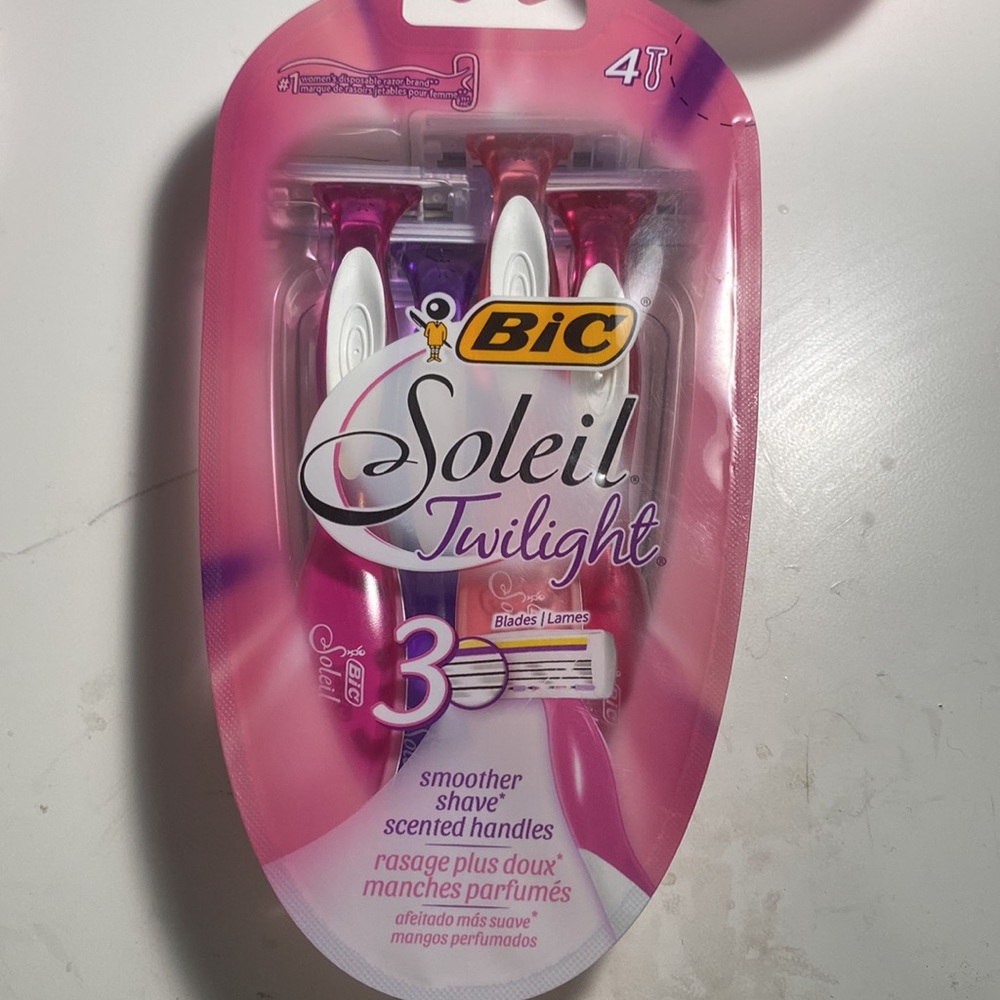 #1 women's disposable razor brand**
marque de rasoirs jetables pour femme**
4
BiC®
Soleil®
Twilight®
Blades | Lames
3
BiC
Soleil
BiC
smoother
shave*
scented handles
rasage plus doux*
manches parfumés
afeitado más suave*
mangos perfumados